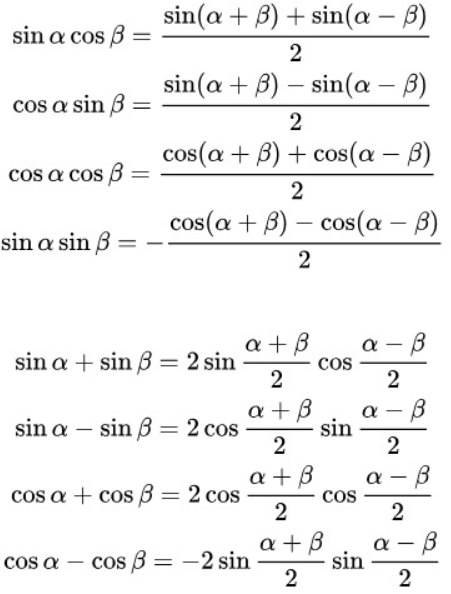 sin α cos β = (sin(α + β) + sin(α − β))/2
cos α sin β = (sin(α + β) − sin(α − β))/2
cos α cos β = (cos(α + β) + cos(α − β))/2
sin α sin β = −(cos(α + β) − cos(α − β))/2
sin α + sin β = 2 sin (α + β)/2 cos (α − β)/2
sin α − sin β = 2 cos (α + β)/2 sin (α − β)/2
cos α + cos β = 2 cos (α + β)/2 cos (α − β)/2
cos α − cos β = −2 sin (α + β)/2 sin (α − β)/2